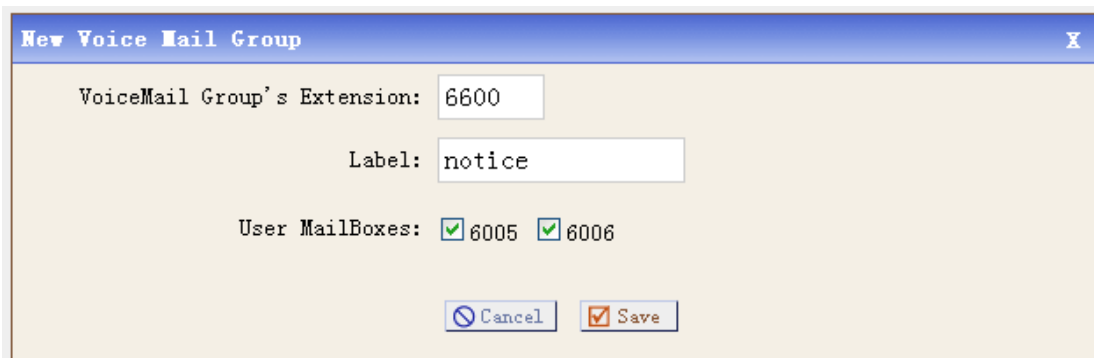 New Voice Mail Group X
VoiceMail Group's Extension: 6600
Label: notice
User MailBoxes: 6005 6006
Cancel Save